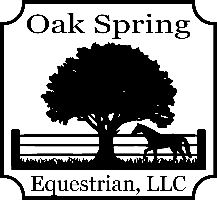 Oak Spring
Equestrian, LLC